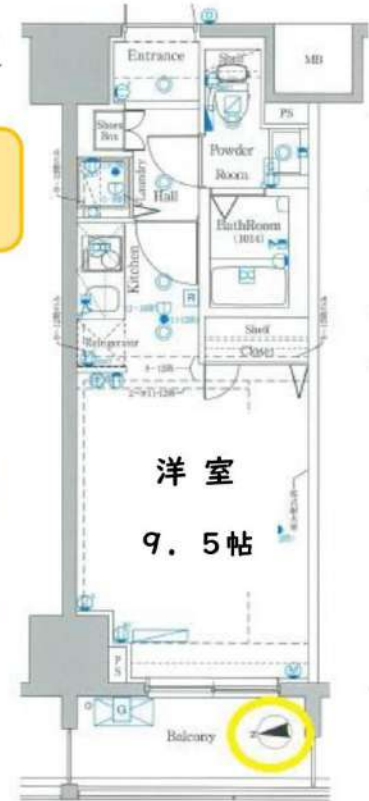 Entrance
Shelf
MB
PS
Shoes
Box
Powder
Room
Laundry
Hall
BathRoom
(1014)
Kitchen
R
Refrigerator
Shelf
Closet
洋室
9．5帖
PS
G
Balcony
N